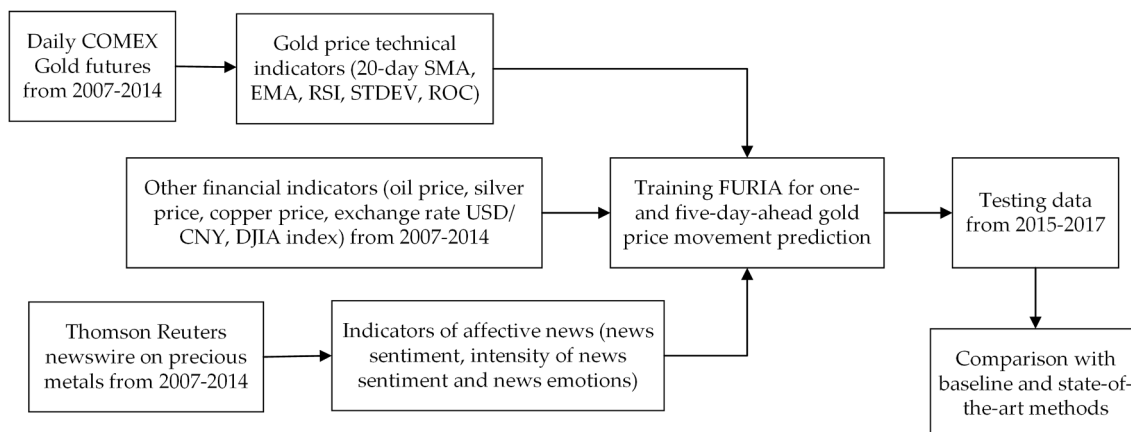 Daily COMEX
Gold futures
from 2007-2014
Gold price technical
indicators (20-day SMA,
EMA, RSI, STDEV, ROC)
Other financial indicators (oil price, silver
price, copper price, exchange rate USD/
CNY, DJIA index) from 2007-2014
Training FURIA for one-
and five-day-ahead gold
price movement prediction
Testing data
from 2015-2017
Thomson Reuters
newswire on precious
metals from 2007-2014
Indicators of affective news (news
sentiment, intensity of news
sentiment and news emotions)
Comparison with
baseline and state-of-
the-art methods